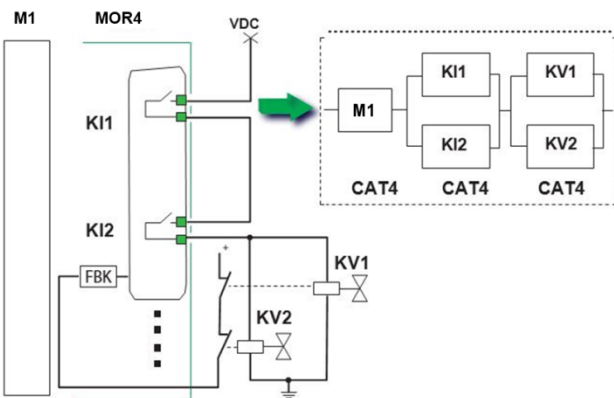 M1
MOR4
VDC
KI1
KI2
FBK
+
KV1
KV2
M1
KI1
KI2
KV1
KV2
CAT4
CAT4
CAT4